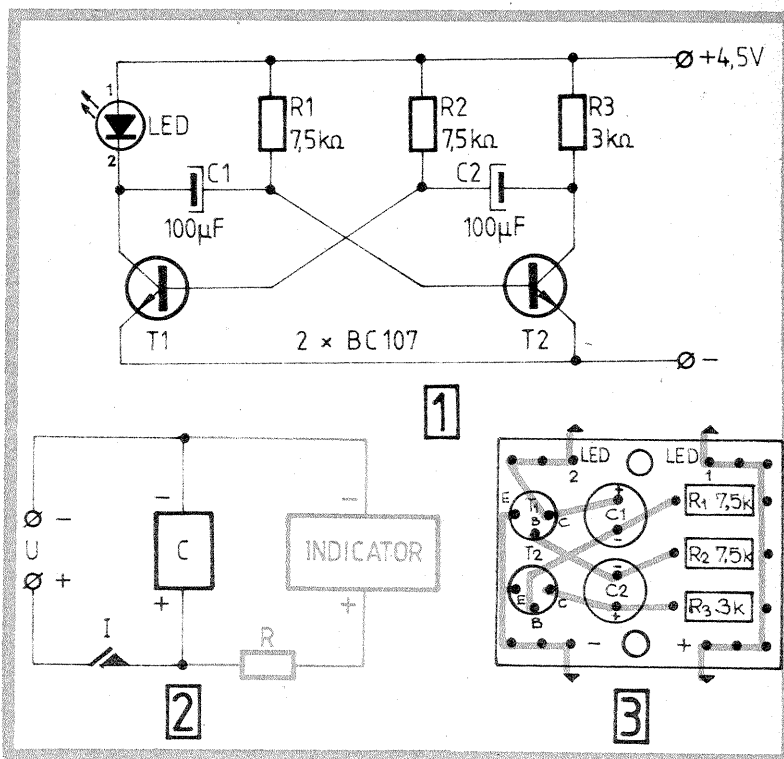 +4,5V
1
LED
2
R1
7,5kΩ
R2
7,5kΩ
R3
3kΩ
C1
100µF
C2
100µF
T1
2 × BC107
T2
-
1
-
U
+
-
C
+
I
-
INDICATOR
+
R
2
LED
2
LED
1
E
T1
B
C
+
C1
-
R1 7,5k
T2
E
B
C
-
C2
+
R2 7,5k
R3 3k
-
+
3